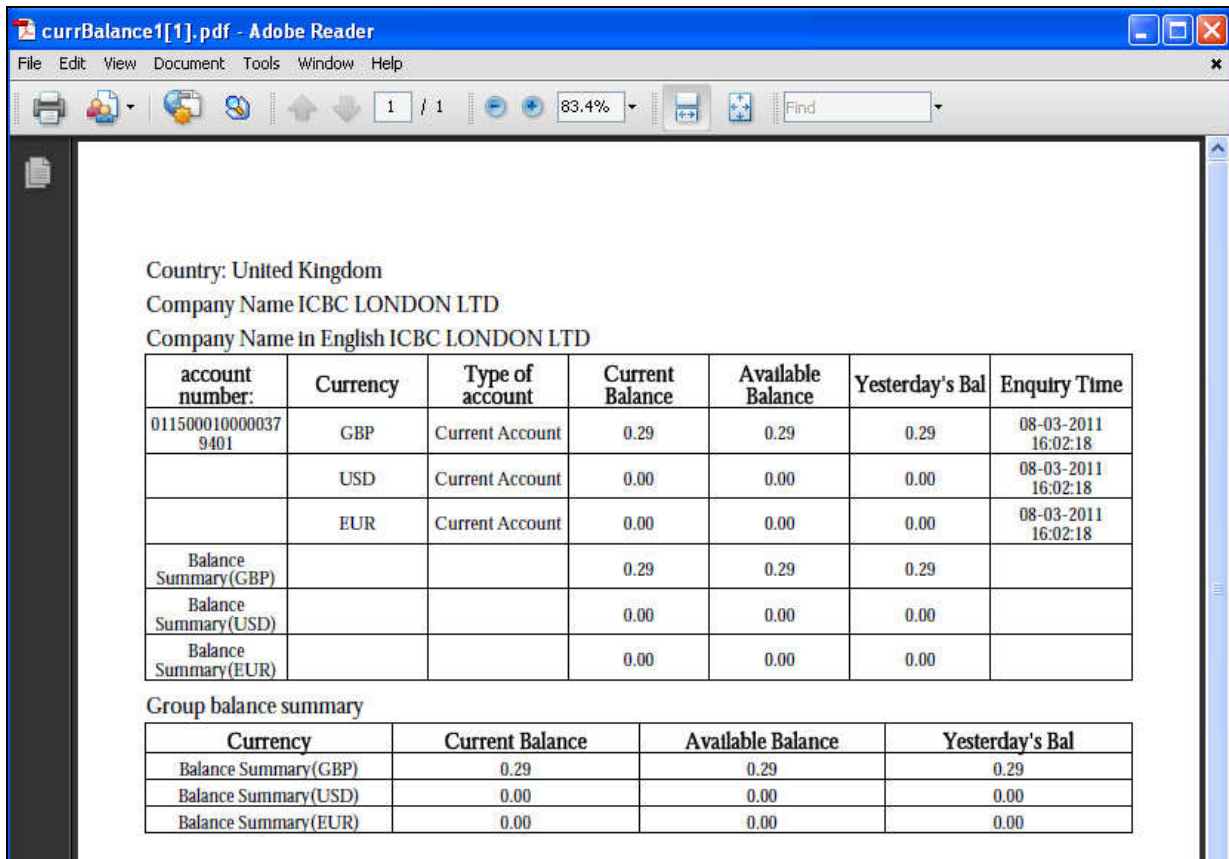 currBalance1[1].pdf - Adobe Reader
File Edit View Document Tools Window Help
1 / 1 83.4% Find
Country: United Kingdom
Company Name ICBC LONDON LTD
Company Name in English ICBC LONDON LTD
account number: Currency Type of account Current Balance Available Balance Yesterday's Bal Enquiry Time
011500010000037 9401 GBP Current Account 0.29 0.29 0.29 08-03-2011 16:02:18
USD Current Account 0.00 0.00 0.00 08-03-2011 16:02:18
EUR Current Account 0.00 0.00 0.00 08-03-2011 16:02:18
Balance Summary(GBP) 0.29 0.29 0.29
Balance Summary(USD) 0.00 0.00 0.00
Balance Summary(EUR) 0.00 0.00 0.00
Group balance summary
Currency Current Balance Available Balance Yesterday's Bal
Balance Summary(GBP) 0.29 0.29 0.29
Balance Summary(USD) 0.00 0.00 0.00
Balance Summary(EUR) 0.00 0.00 0.00